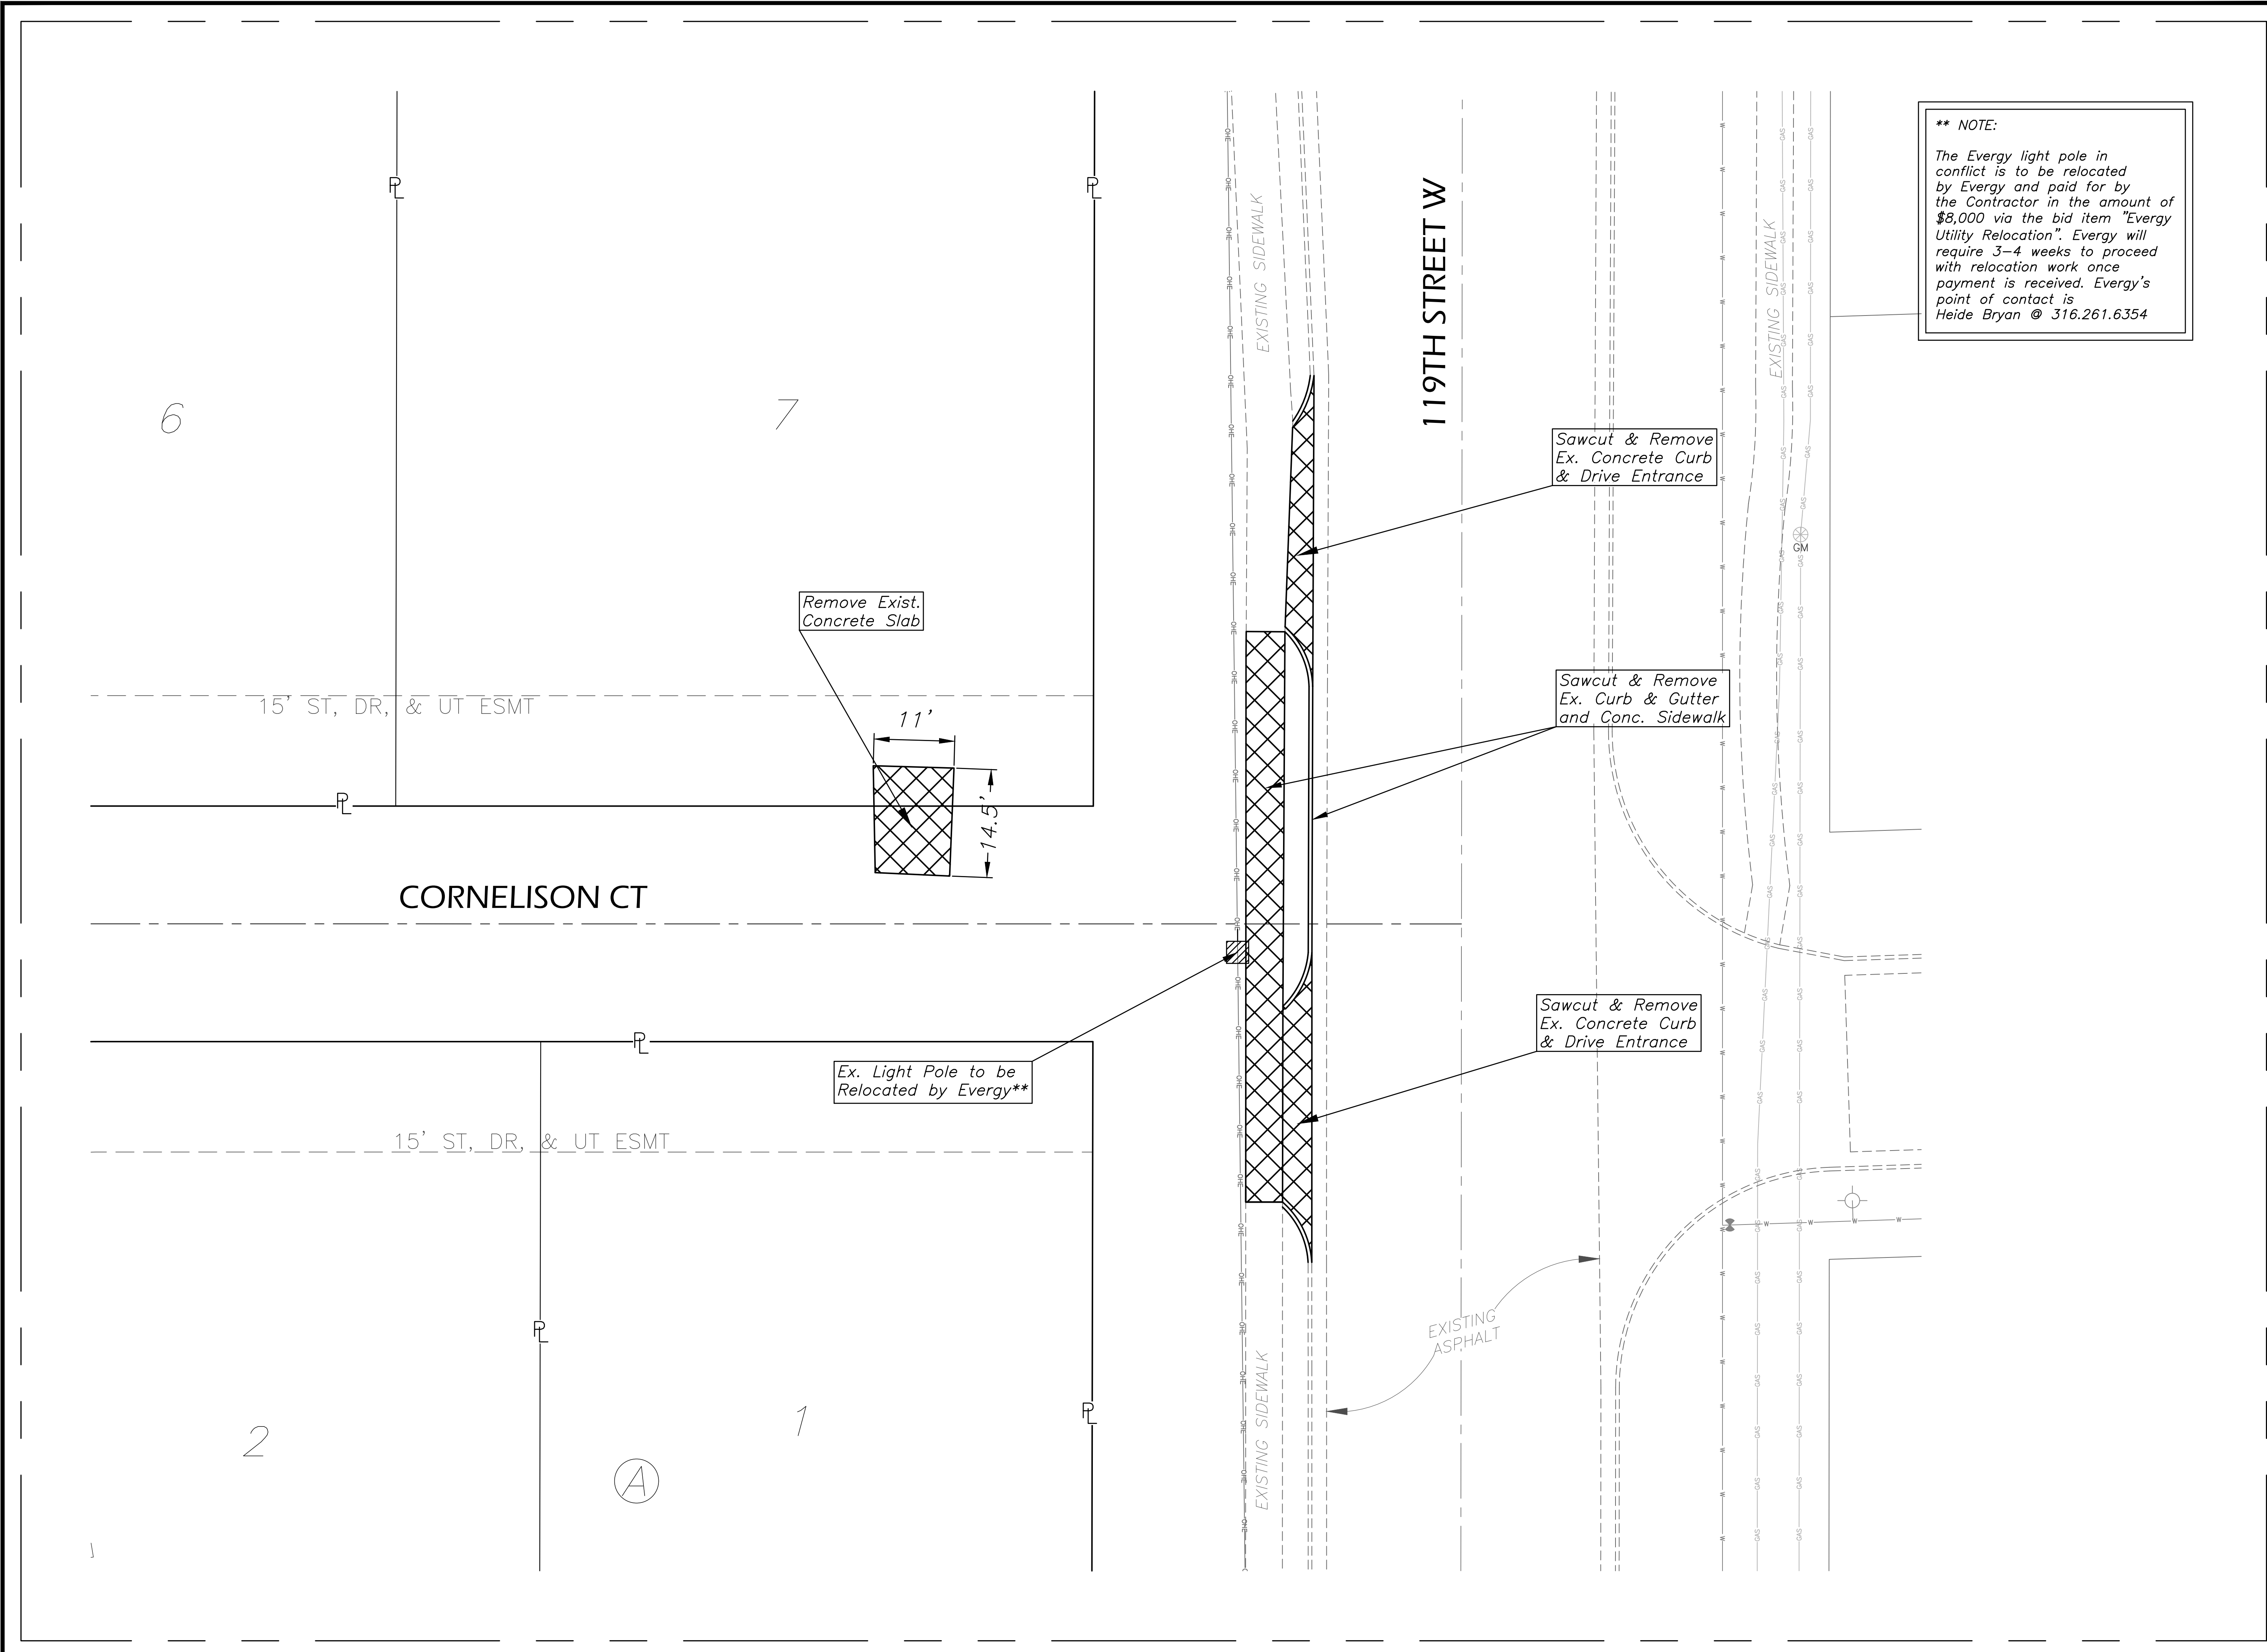 ** NOTE:
The Evergy light pole in
conflict is to be relocated
by Evergy and paid for by
the Contractor in the amount of
$8,000 via the bid item "Evergy
Utility Relocation". Evergy will
require 3-4 weeks to proceed
with relocation work once
payment is received. Evergy's
point of contact is
Heide Bryan @ 316.261.6354
119TH STREET W
EXISTING SIDEWALK
EXISTING SIDEWALK
6
7
Sawcut & Remove
Ex. Concrete Curb
& Drive Entrance
GM
Remove Exist.
Concrete Slab
15' ST, DR, & UT ESMT
11'
14.5'
Sawcut & Remove
Ex. Curb & Gutter
and Conc. Sidewalk
CORNELISON CT
Sawcut & Remove
Ex. Concrete Curb
& Drive Entrance
Ex. Light Pole to be
Relocated by Evergy**
15' ST, DR, & UT ESMT
EXISTING
ASPHALT
EXISTING SIDEWALK
2
1
A
PL
PL
PL
PL
PL
PL
OHE
W
GAS